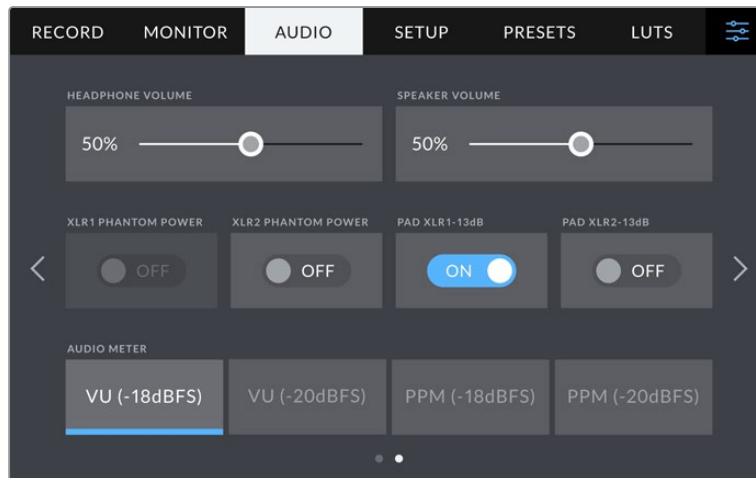 RECORD MONITOR AUDIO SETUP PRESETS LUTS
HEADPHONE VOLUME SPEAKER VOLUME
50% 50%
XLR1 PHANTOM POWER XLR2 PHANTOM POWER PAD XLR1-13dB PAD XLR2-13dB
OFF OFF ON OFF
AUDIO METER
VU (-18dBFS) VU (-20dBFS) PPM (-18dBFS) PPM (-20dBFS)